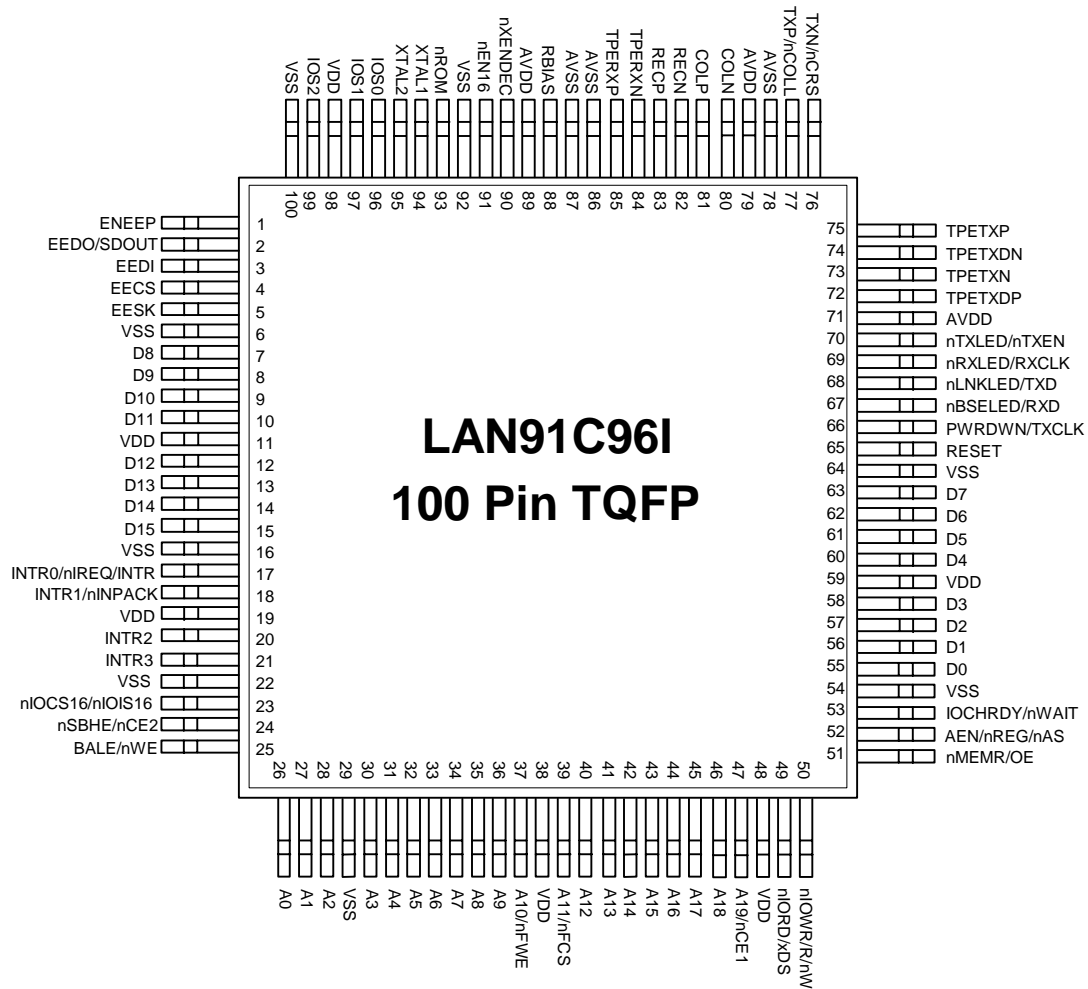 VSS
IOS2
VDD
IOS1
IOS0
XTAL2
XTAL1
nROM
VSS
nEN16
nXENDEC
AVDD
RBIAS
AVSS
AVSS
TPERXP
TPERXN
RECP
RECN
COLP
COLN
AVDD
AVSS
TXP/nCOLL
TXN/nCRS
100
99
98
97
96
95
94
93
92
91
90
89
88
87
86
85
84
83
82
81
80
79
78
77
76
ENEEP 1
EEDO/SDOUT 2
EEDI 3
EECS 4
EESK 5
VSS 6
D8 7
D9 8
D10 9
D11 10
VDD 11
D12 12
D13 13
D14 14
D15 15
VSS 16
INTR0/nIREQ/INTR 17
INTR1/nINPACK 18
VDD 19
INTR2 20
INTR3 21
VSS 22
nIOCS16/nIOIS16 23
nSBHE/nCE2 24
BALE/nWE 25
LAN91C96I
100 Pin TQFP
75 TPETXP
74 TPETXDN
73 TPETXN
72 TPETXDP
71 AVDD
70 nTXLED/nTXEN
69 nRXLED/RXCLK
68 nLNKLED/TXD
67 nBSELED/RXD
66 PWRDWN/TXCLK
65 RESET
64 VSS
63 D7
62 D6
61 D5
60 D4
59 VDD
58 D3
57 D2
56 D1
55 D0
54 VSS
53 IOCHRDY/nWAIT
52 AEN/nREG/nAS
51 nMEMR/OE
26
27
28
29
30
31
32
33
34
35
36
37
38
39
40
41
42
43
44
45
46
47
48
49
50
A0
A1
A2
VSS
A3
A4
A5
A6
A7
A8
A9
A10/nFWE
VDD
A11/nFCS
A12
A13
A14
A15
A16
A17
A18
A19/nCE1
VDD
nIORD/xDS
nIOWR/R/nW